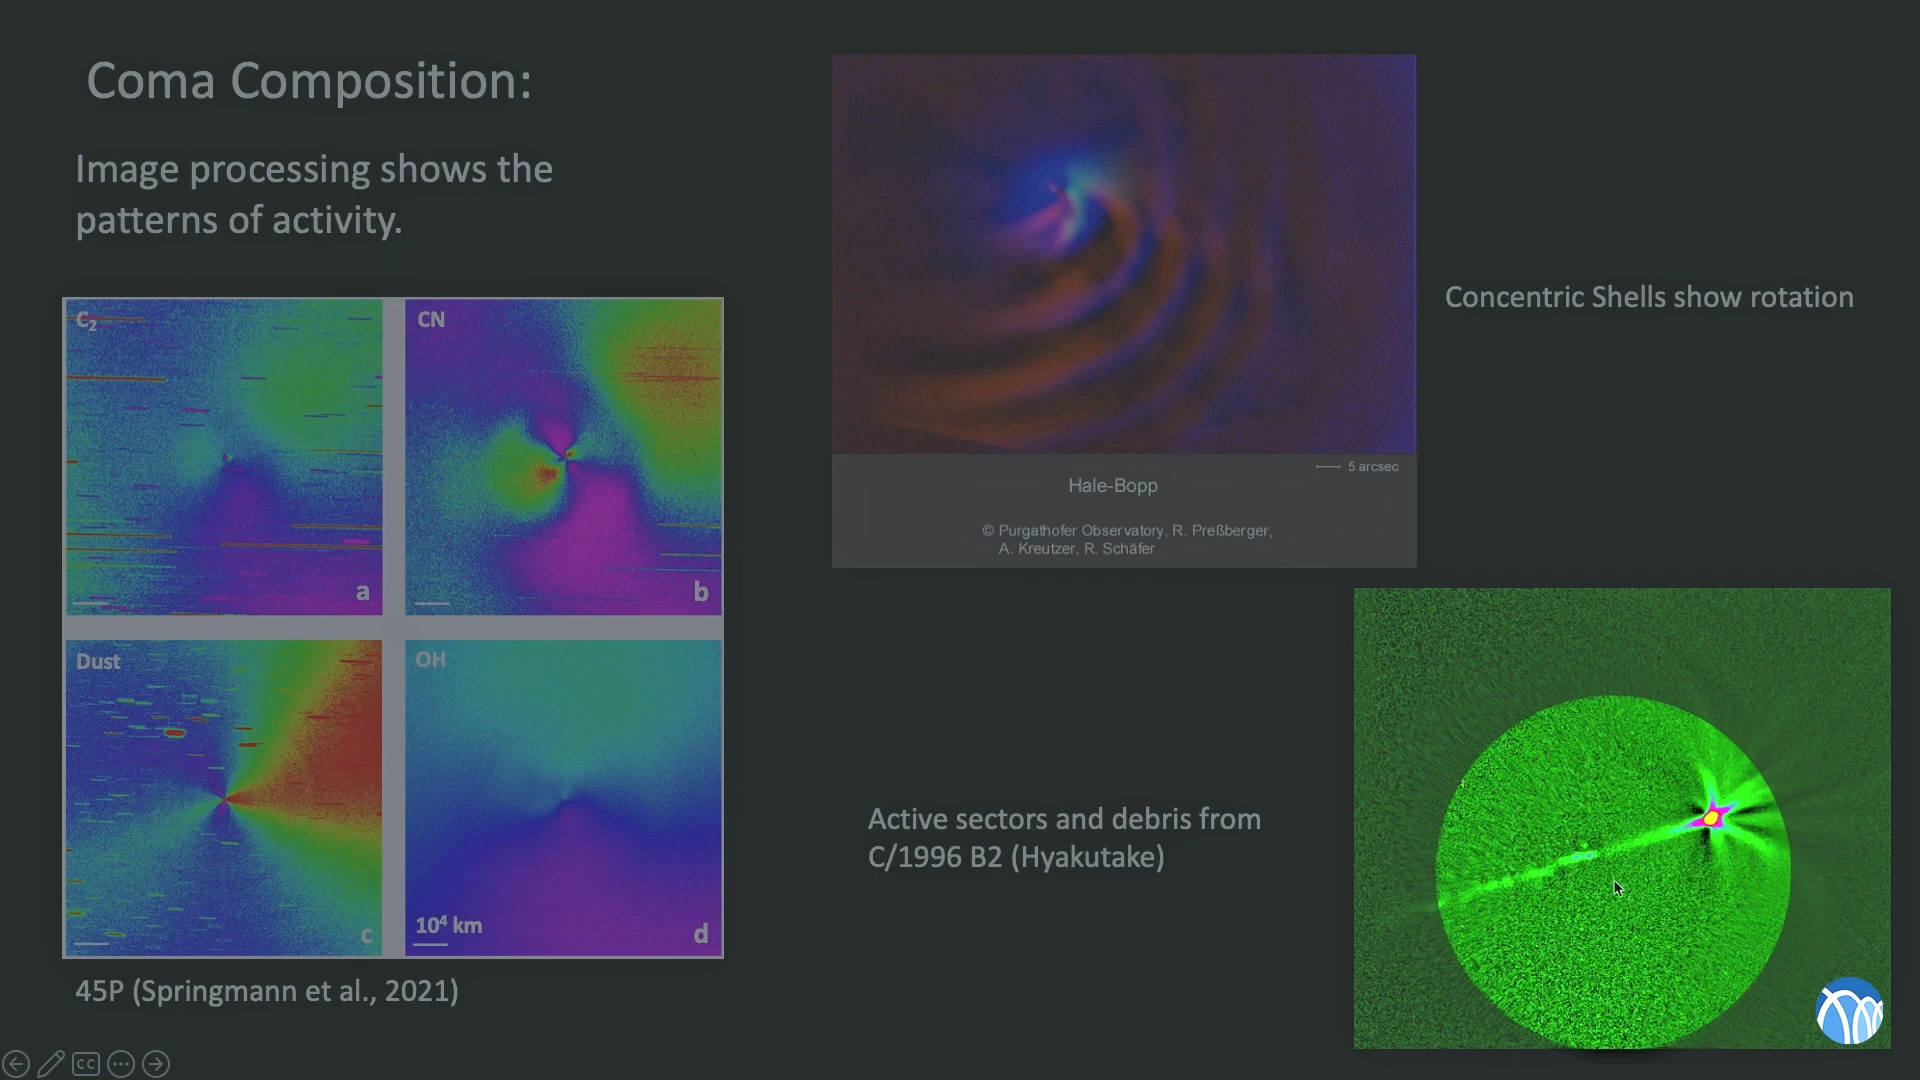 Coma Composition:
Image processing shows the
patterns of activity.
C₂
CN
a
b
Dust
OH
10⁴ km
c
d
45P (Springmann et al., 2021)
5 arcsec
Hale-Bopp
© Purgathofer Observatory, R. Preßberger,
A. Kreutzer, R. Schäfer
Concentric Shells show rotation
Active sectors and debris from
C/1996 B2 (Hyakutake)
CC